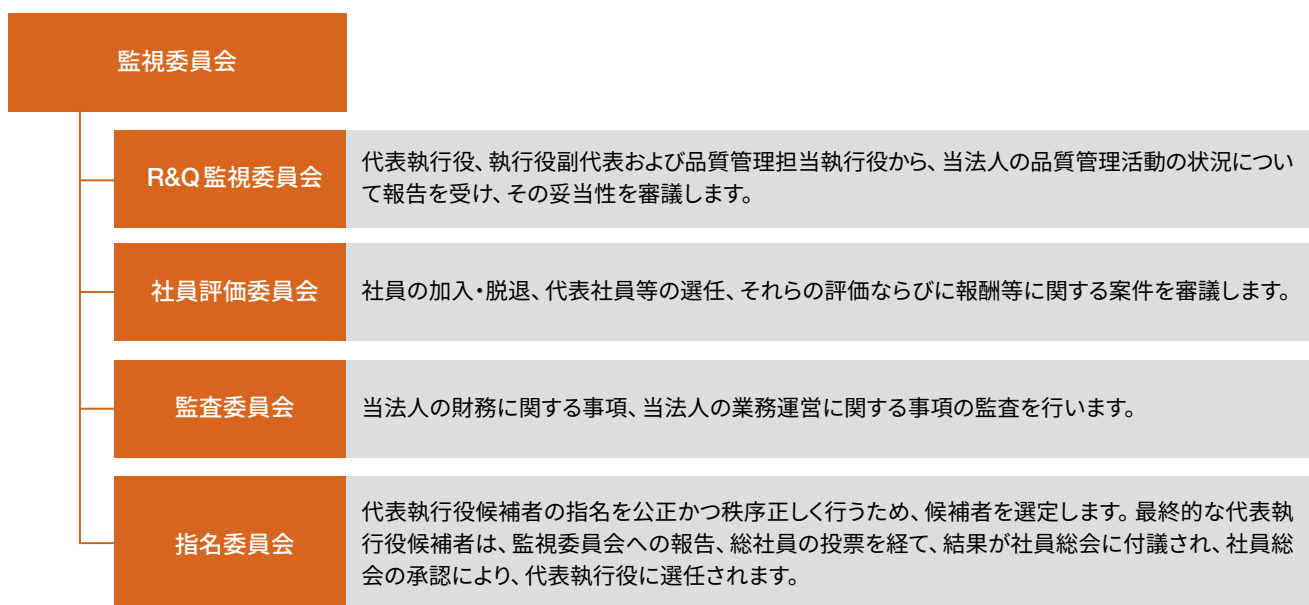 監視委員会
R&Q監視委員会
代表執行役、執行役副代表および品質管理担当執行役から、当法人の品質管理活動の状況につい
て報告を受け、その妥当性を審議します。
社員評価委員会
社員の加入・脱退、代表社員等の選任、それらの評価ならびに報酬等に関する案件を審議します。
監査委員会
当法人の財務に関する事項、当法人の業務運営に関する事項の監査を行います。
指名委員会
代表執行役候補者の指名を公正かつ秩序正しく行うため、候補者を選定します。最終的な代表執
行役候補者は、監視委員会への報告、総社員の投票を経て、結果が社員総会に付議され、社員総
会の承認により、代表執行役に選任されます。